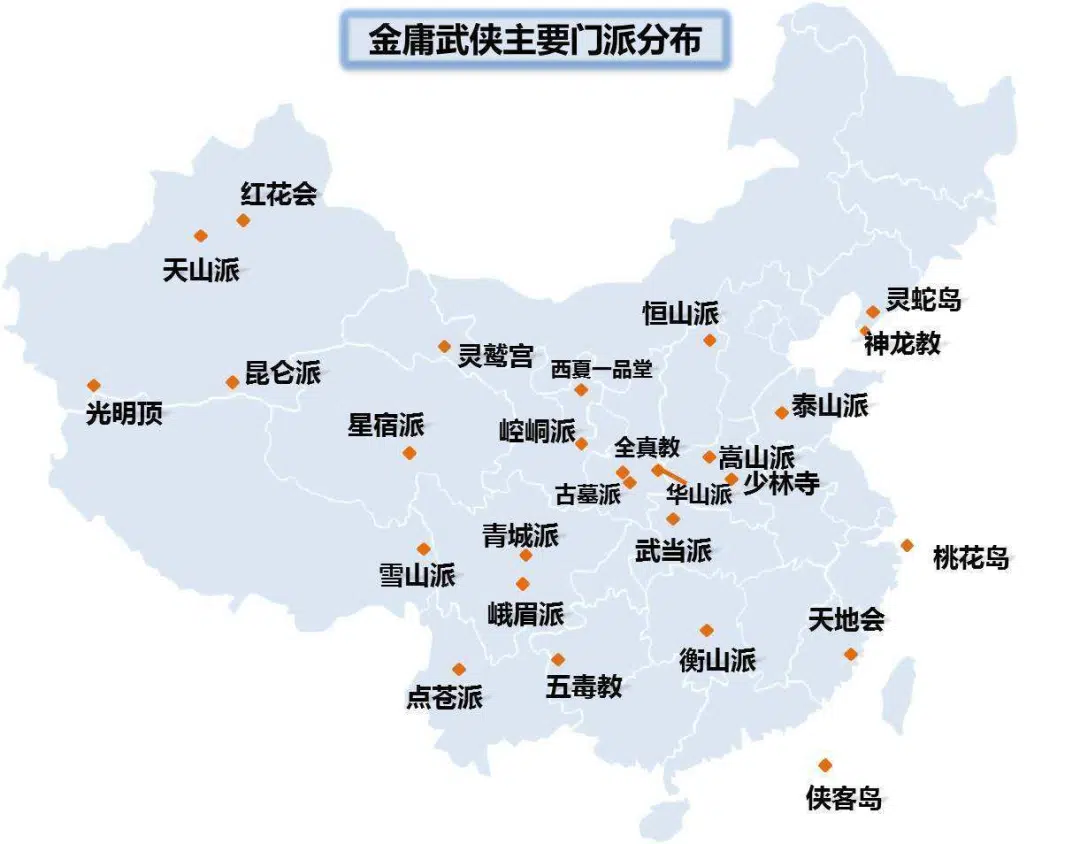 金庸武侠主要门派分布
红花会
天山派
灵蛇岛
恒山派
神龙教
灵鹫宫
西夏一品堂
昆仑派
光明顶
泰山派
星宿派
崆峒派
全真教
嵩山派
少林寺
古墓派
华山派
青城派
武当派
桃花岛
雪山派
峨眉派
天地会
衡山派
五毒教
点苍派
侠客岛